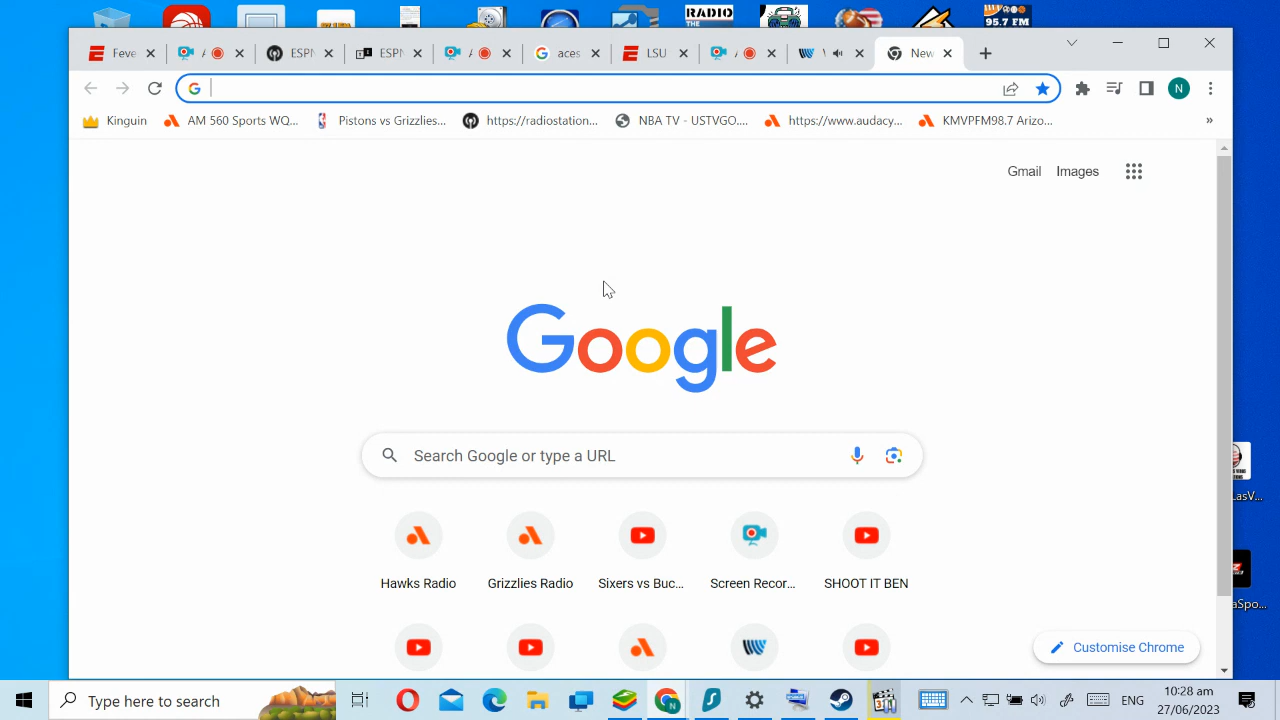 RADIO
THE
95.7 FM
Feve
ESPN
ESPN
aces
LSU
New
Kinguin
AM 560 Sports WQ...
Pistons vs Grizzlies...
https://radiostation...
NBA TV - USTVGO....
https://www.audacy...
KMVPFM98.7 Arizo...
»
N
Gmail
Images
Google
Search Google or type a URL
Hawks Radio
Grizzlies Radio
Sixers vs Buc...
Screen Recor...
SHOOT IT BEN
Customise Chrome
LasV...
aSpo...
Type here to search
ENG
10:28 am
27/06/2023